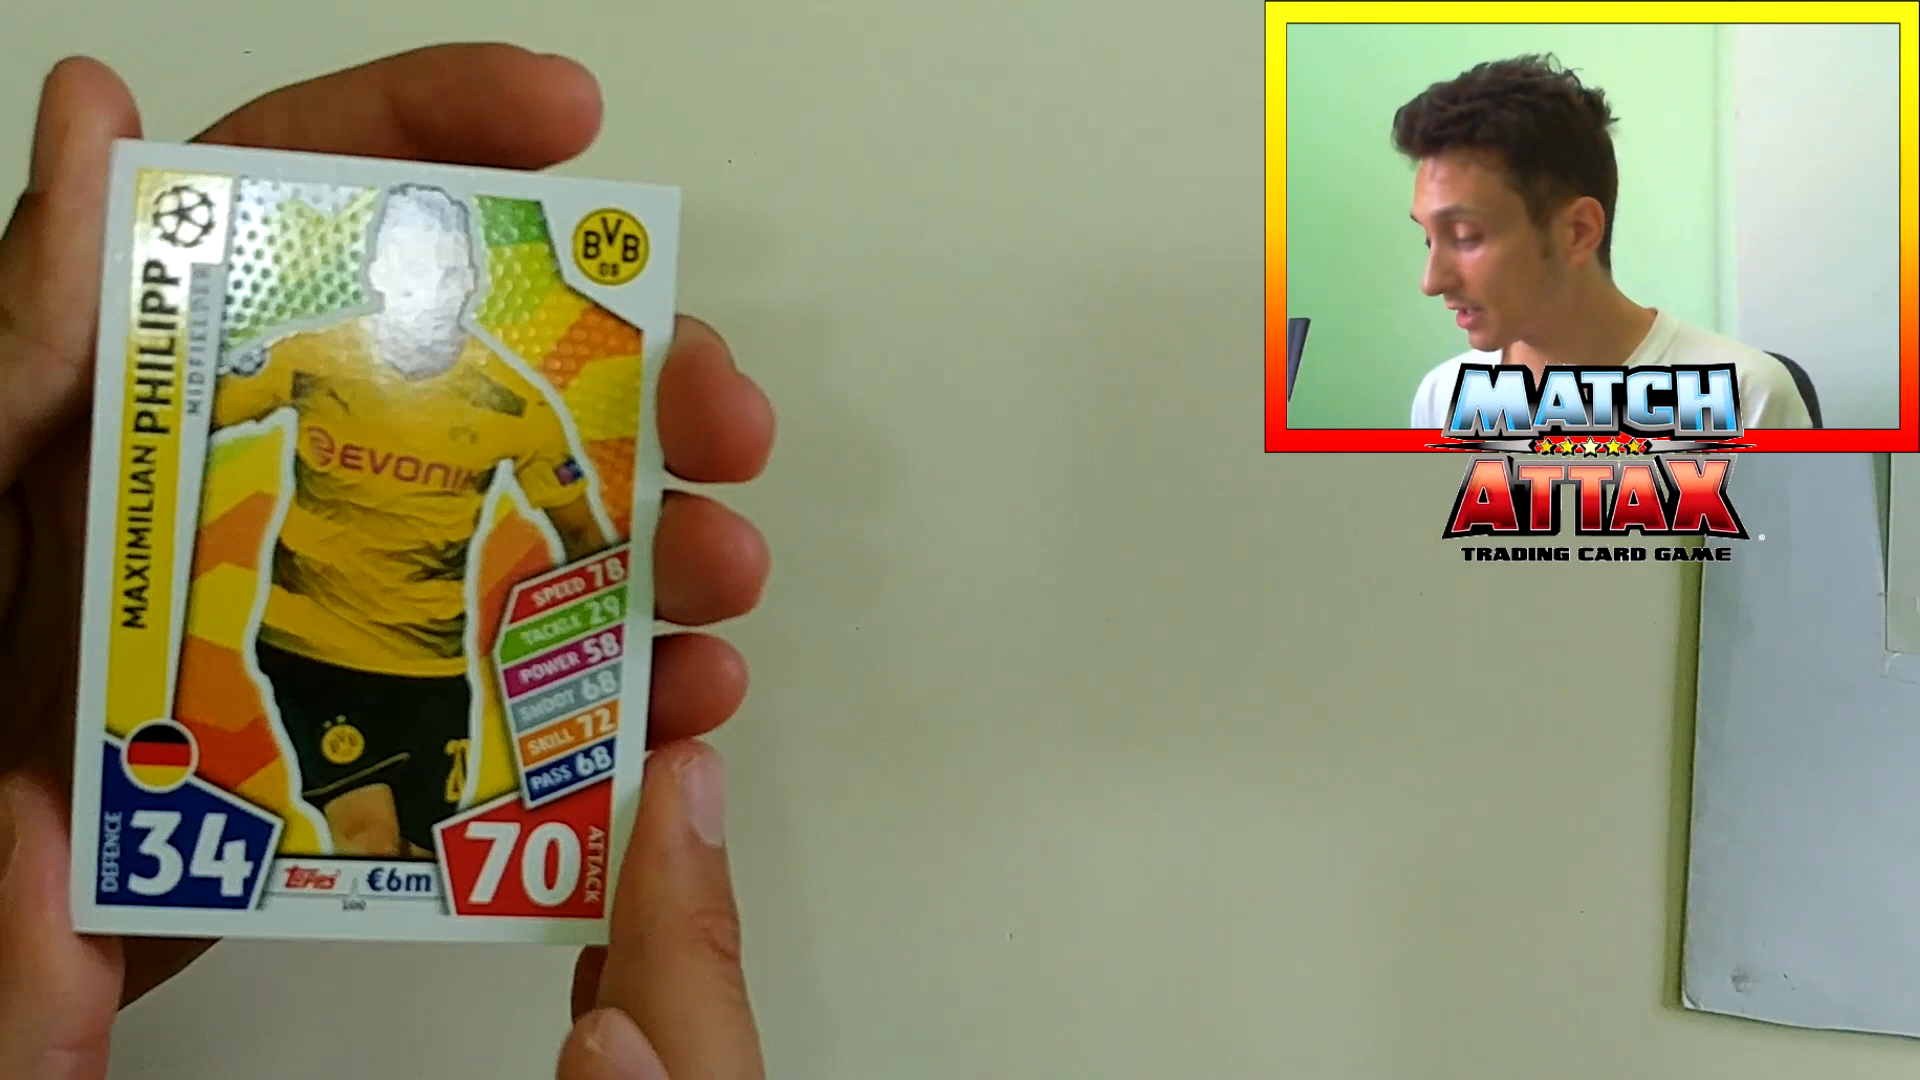 MAXIMILIAN PHILIPP
MIDFIELDER
BVB
09
EVONIK
SPEED 78
TACKLE 29
POWER 58
SHOOT 68
SKILL 72
PASS 68
BVB
DEFENCE
34
Topps
€6m
100
70
ATTACK
MATCH
ATTAX
TRADING CARD GAME